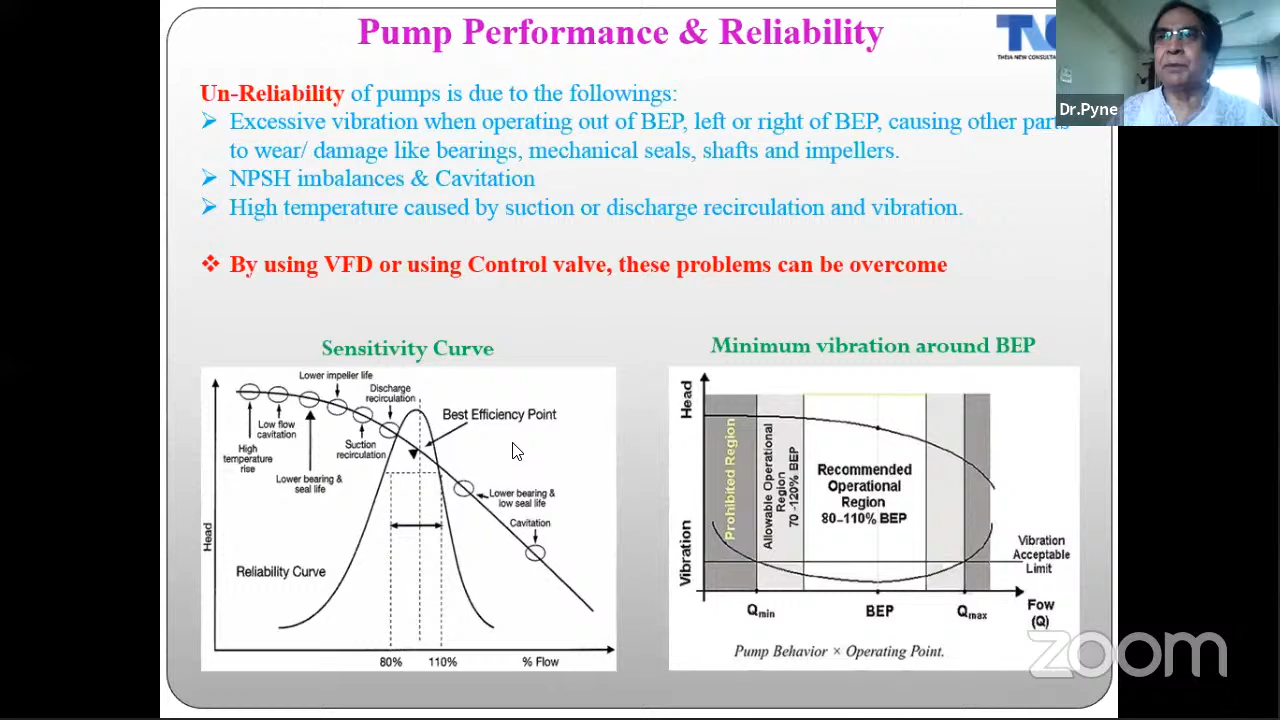 Pump Performance & Reliability
THEIA NEW CONSULTA
Dr.Pyne
Un-Reliability of pumps is due to the followings:
➢ Excessive vibration when operating out of BEP, left or right of BEP, causing other parts
to wear/ damage like bearings, mechanical seals, shafts and impellers.
➢ NPSH imbalances & Cavitation
➢ High temperature caused by suction or discharge recirculation and vibration.
❖ By using VFD or using Control valve, these problems can be overcome
Sensitivity Curve
Lower impeller life
Discharge
recirculation
Best Efficiency Point
Low flow
cavitation
High
temperature
rise
Suction
recirculation
Lower bearing &
seal life
Lower bearing &
low seal life
Cavitation
Head
Reliability Curve
80%
110%
% Flow
Minimum vibration around BEP
Head
Vibration
Prohibited Region
Allowable Operational
Region
70 -120% BEP
Recommended
Operational
Region
80–110% BEP
Vibration
Acceptable
Limit
Qmin
BEP
Qmax
Fow
(Q)
Pump Behavior × Operating Point.
zoom